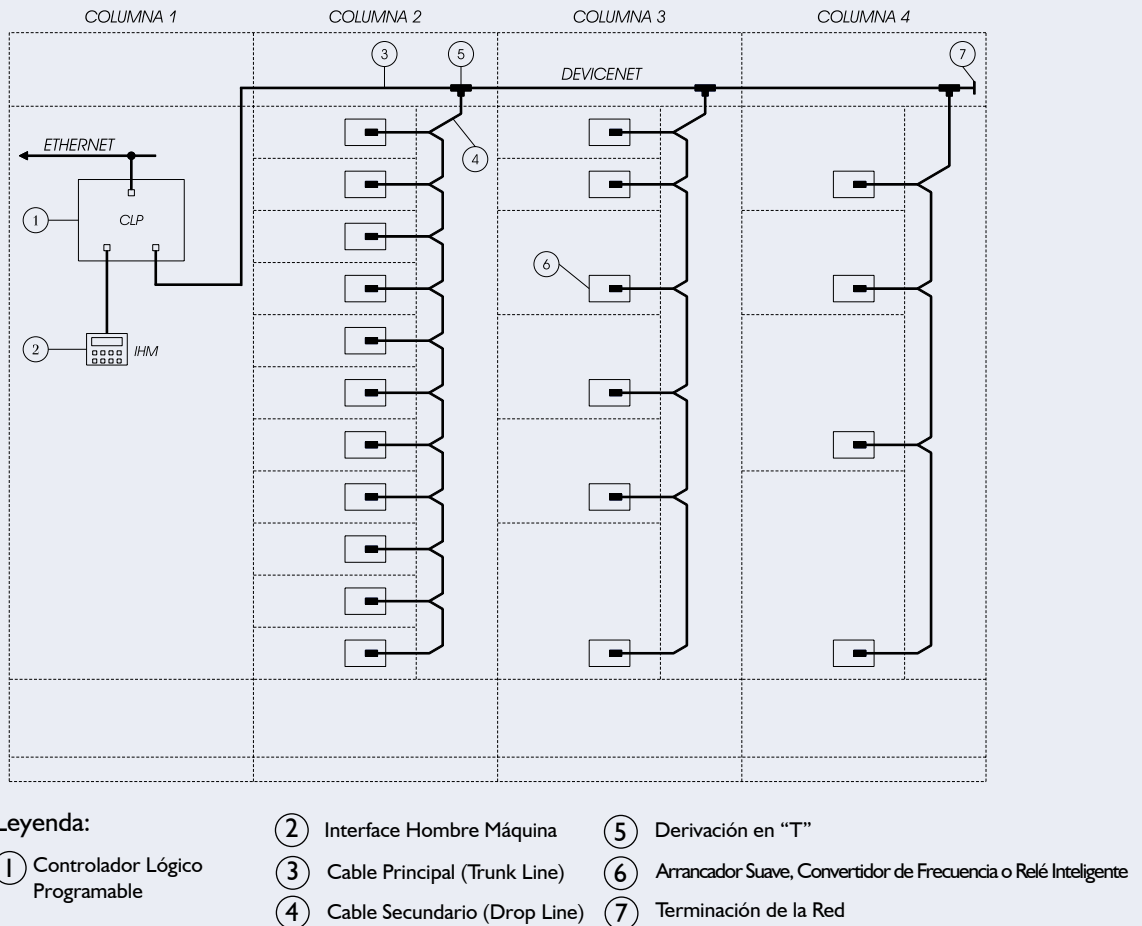 COLUMNA 1
COLUMNA 2
COLUMNA 3
COLUMNA 4
3
5
7
DEVICENET
ETHERNET
4
1
CLP
6
2
IHM
Leyenda:
1 Controlador Lógico
Programable
2 Interface Hombre Máquina
3 Cable Principal (Trunk Line)
4 Cable Secundario (Drop Line)
5 Derivación en “T”
6 Arrancador Suave, Convertidor de Frecuencia o Relé Inteligente
7 Terminación de la Red